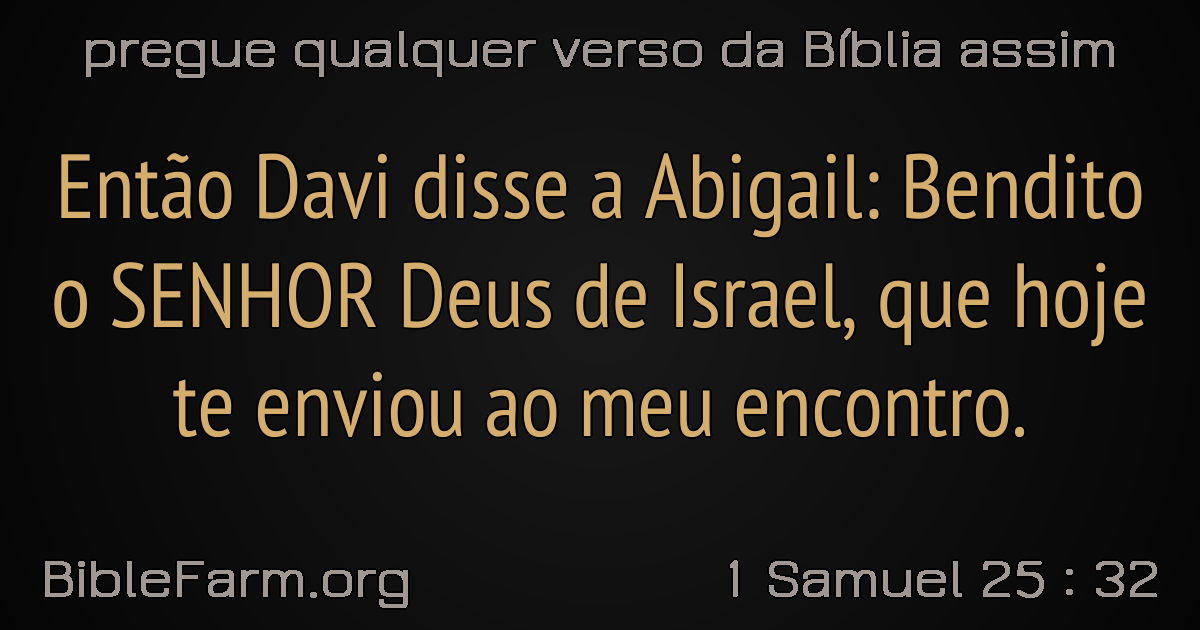 pregue qualquer verso da Bíblia assim
Então Davi disse a Abigail: Bendito
o SENHOR Deus de Israel, que hoje
te enviou ao meu encontro.
BibleFarm.org
1 Samuel 25 : 32